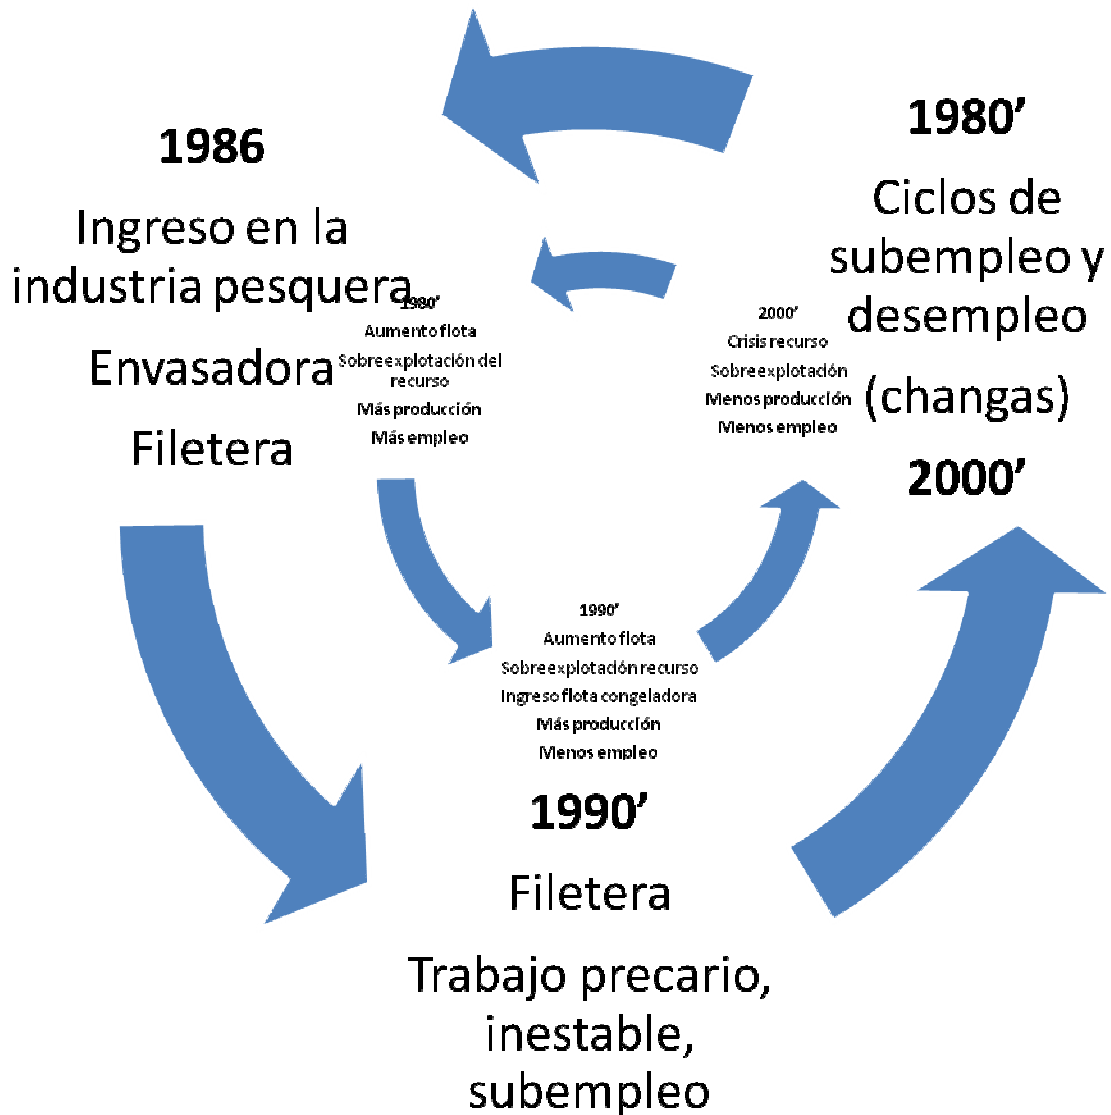 1986
Ingreso en la
industria pesquera
Envasadora
Filetera
1980’
Aumento flota
Sobreexplotación del
recurso
Más producción
Más empleo
2000’
Crisis recurso
Sobreexplotación
Menos producción
Menos empleo
1980’
Ciclos de
subempleo y
desempleo
(changas)
2000’
1990’
Aumento flota
Sobreexplotación recurso
Ingreso flota congeladora
Más producción
Menos empleo
1990’
Filetera
Trabajo precario,
inestable,
subempleo